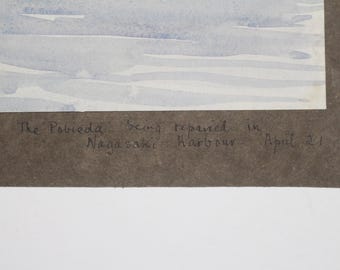 The Pobieda being repaired in
Nagasaki Harbour April 21